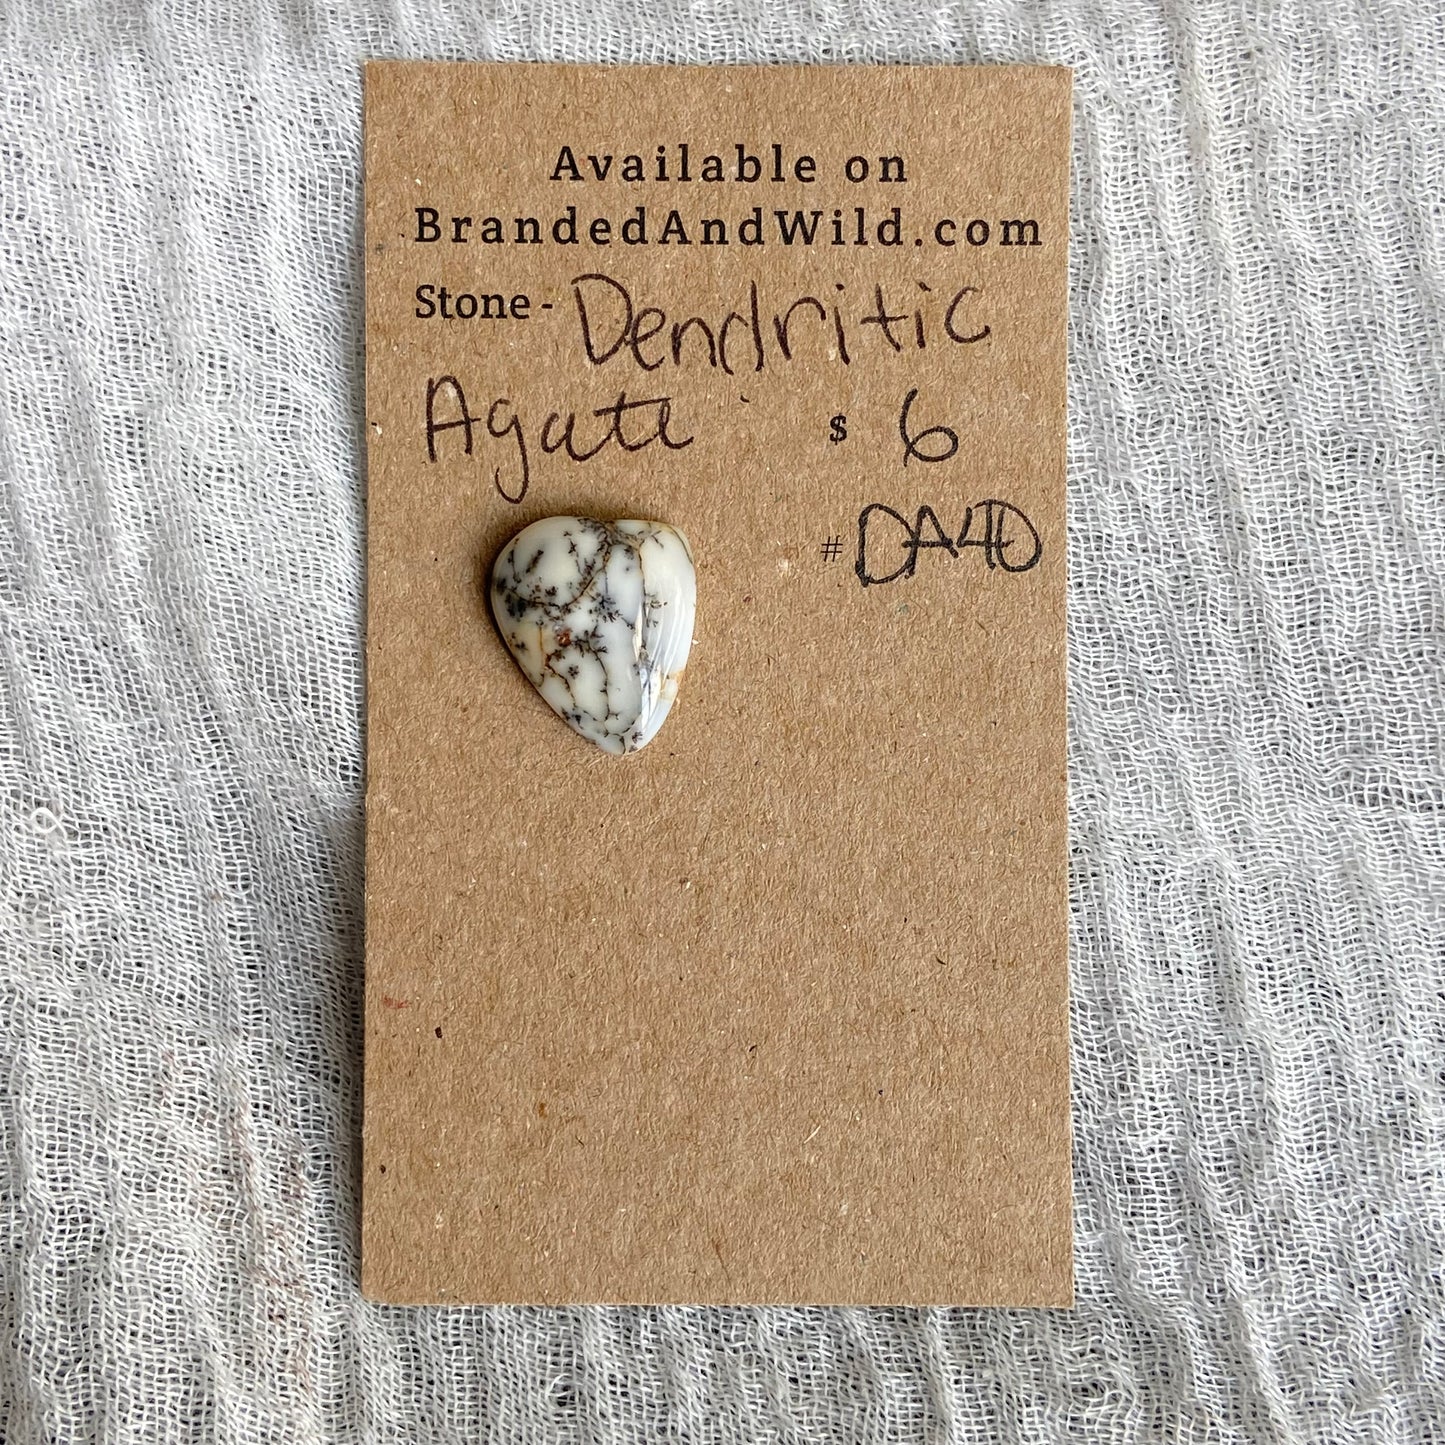 Available on
BrandedAndWild.com
Stone - Dendritic
Agate $ 6
# DA40